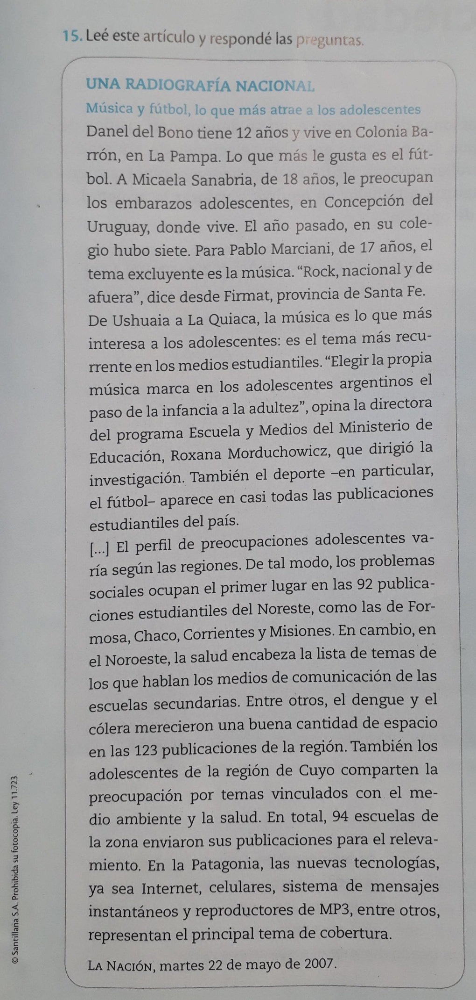 15. Leé este artículo y respondé las preguntas.
UNA RADIOGRAFÍA NACIONAL
Música y fútbol, lo que más atrae a los adolescentes
Danel del Bono tiene 12 años y vive en Colonia Ba-
rrón, en La Pampa. Lo que más le gusta es el fút-
bol. A Micaela Sanabria, de 18 años, le preocupan
los embarazos adolescentes, en Concepción del
Uruguay, donde vive. El año pasado, en su cole-
gio hubo siete. Para Pablo Marciani, de 17 años, el
tema excluyente es la música. “Rock, nacional y de
afuera”, dice desde Firmat, provincia de Santa Fe.
De Ushuaia a La Quiaca, la música es lo que más
interesa a los adolescentes: es el tema más recu-
rrente en los medios estudiantiles. “Elegir la propia
música marca en los adolescentes argentinos el
paso de la infancia a la adultez”, opina la directora
del programa Escuela y Medios del Ministerio de
Educación, Roxana Morduchowicz, que dirigió la
investigación. También el deporte –en particular,
el fútbol– aparece en casi todas las publicaciones
estudiantiles del país.
[...] El perfil de preocupaciones adolescentes va-
ría según las regiones. De tal modo, los problemas
sociales ocupan el primer lugar en las 92 publica-
ciones estudiantiles del Noreste, como las de For-
mosa, Chaco, Corrientes y Misiones. En cambio, en
el Noroeste, la salud encabeza la lista de temas de
los que hablan los medios de comunicación de las
escuelas secundarias. Entre otros, el dengue y el
cólera merecieron una buena cantidad de espacio
en las 123 publicaciones de la región. También los
adolescentes de la región de Cuyo comparten la
preocupación por temas vinculados con el me-
dio ambiente y la salud. En total, 94 escuelas de
la zona enviaron sus publicaciones para el releva-
miento. En la Patagonia, las nuevas tecnologías,
ya sea Internet, celulares, sistema de mensajes
instantáneos y reproductores de MP3, entre otros,
representan el principal tema de cobertura.
LA NACIÓN, martes 22 de mayo de 2007.
© Santillana S.A. Prohibida su fotocopia. Ley 11.723